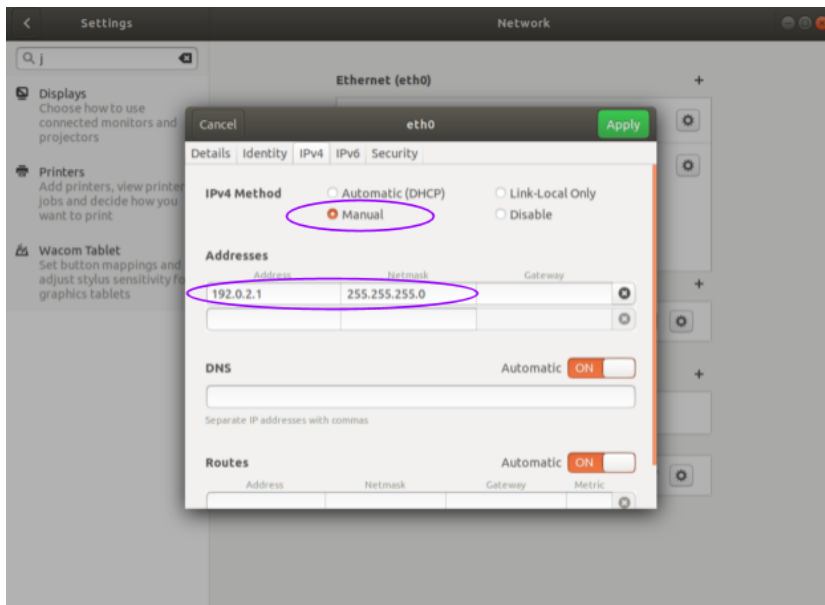 Settings
Network
j
Displays
Choose how to use
connected monitors and
projectors
Printers
Add printers, view printer
jobs and decide how you
want to print
Wacom Tablet
Set button mappings and
adjust stylus sensitivity fo
graphics tablets
Ethernet (eth0)
Cancel
eth0
Apply
Details Identity IPv4 IPv6 Security
IPv4 Method
Automatic (DHCP)
Link-Local Only
Manual
Disable
Addresses
Address Netmask Gateway
192.0.2.1 255.255.255.0
DNS
Automatic ON
Separate IP addresses with commas
Routes
Automatic ON
Address Netmask Gateway Metric